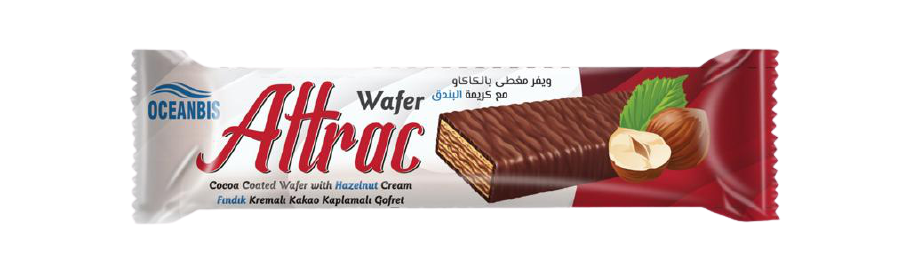 OCEANBIS
Attrac
Wafer
ويفر مغطى بالكاكاو
مع كريمة البندق
Cocoa Coated Wafer with Hazelnut Cream
Fındık Kremalı Kakao Kaplamalı Gofret